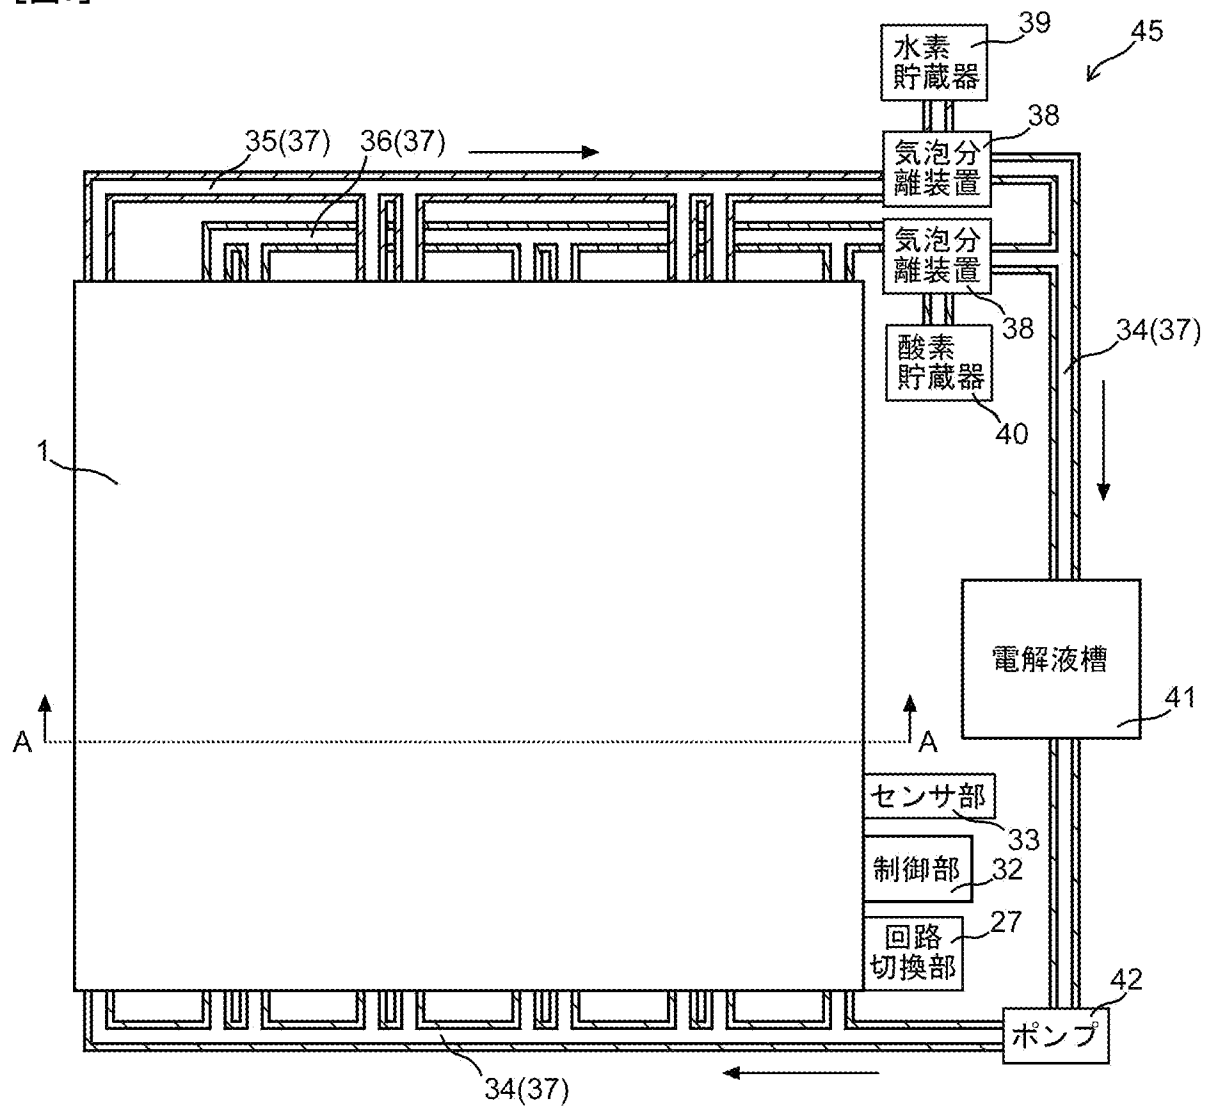 39
水素
貯蔵器
45
38
気泡分
離装置
35(37)
36(37)
気泡分
離装置
38
34(37)
酸素
貯蔵器
40
1
電解液槽
41
A
A
センサ部
33
制御部
32
27
回路
切換部
42
ポンプ
34(37)